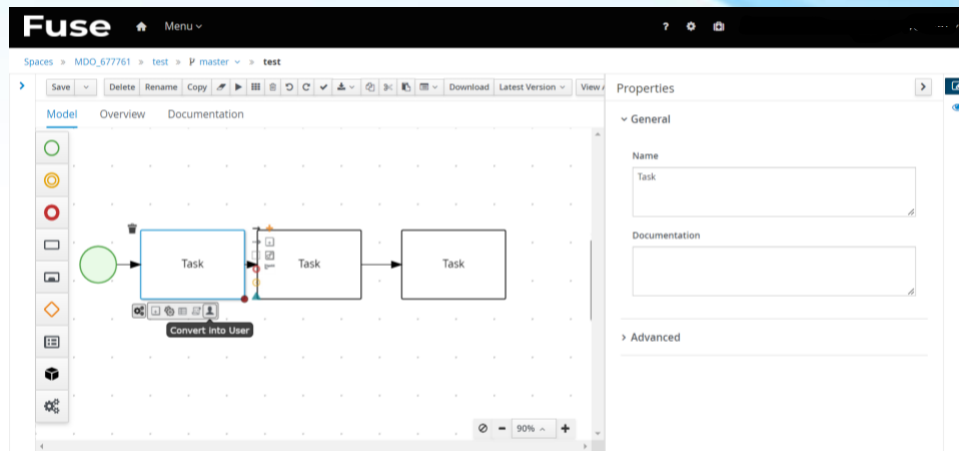 Fuse Menu ?
Spaces » MDO_677761 » test » master » test
Save Delete Rename Copy Download Latest Version View
Properties
Model Overview Documentation
General
Name
Task
Documentation
Task Task Task
Convert into User
Advanced
90%